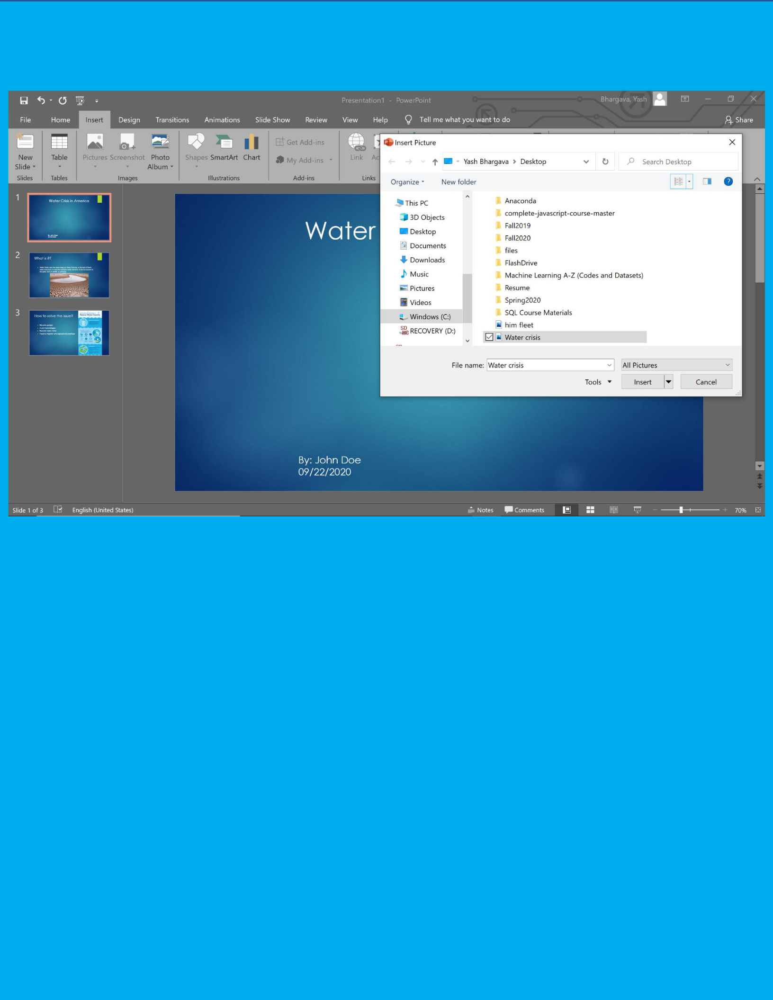 Presentation1 - PowerPoint
Bhargava, Yash
File Home Insert Design Transitions Animations Slide Show Review View Help Tell me what you want to do Share
New Slide
Table
Pictures
Screenshot
Photo Album
Shapes
SmartArt
Chart
Get Add-ins
My Add-ins
Link
Ac
Slides
Tables
Images
Illustrations
Add-ins
Links
1
Water Crisis in America
By: John Doe
2
What is it?
3
How to solve the issue?
Reduce Water Scarcity
Water
By: John Doe
09/22/2020
Insert Picture
« Yash Bhargava > Desktop
Search Desktop
Organize
New folder
This PC
3D Objects
Desktop
Documents
Downloads
Music
Pictures
Videos
Windows (C:)
RECOVERY (D:)
Anaconda
complete-javascript-course-master
Fall2019
Fall2020
files
FlashDrive
Machine Learning A-Z (Codes and Datasets)
Resume
Spring2020
SQL Course Materials
him fleet
Water crisis
File name: Water crisis
All Pictures
Tools
Insert
Cancel
Slide 1 of 3
English (United States)
Notes
Comments
70%